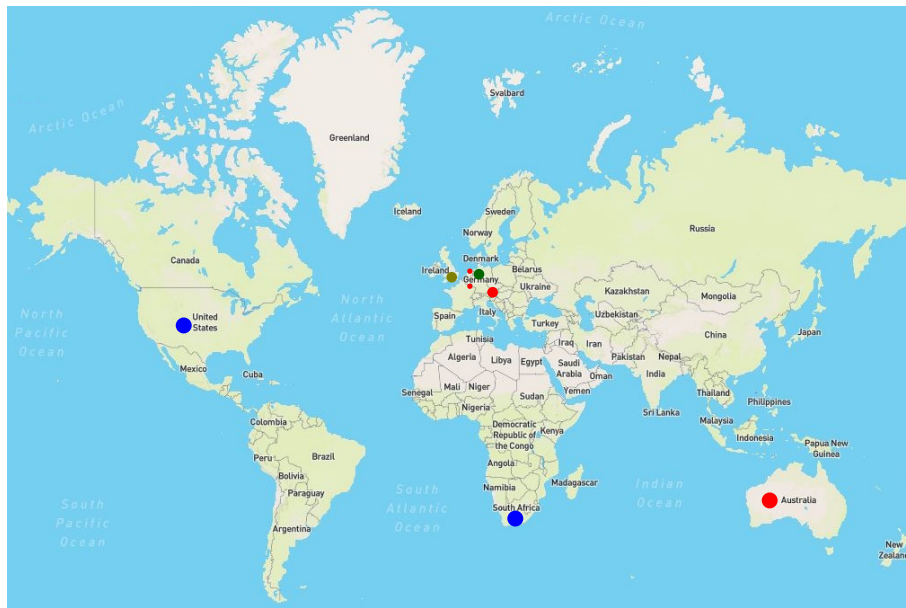 Arctic Ocean
Svalbard
Arctic Ocean
Greenland
Iceland
Sweden
Norway
Russia
Denmark
Canada
Ireland
Belarus
Germany
Ukraine
Kazakhstan
Mongolia
North
Pacific
Ocean
United
States
North
Atlantic
Ocean
Spain
Italy
Turkey
Uzbekistan
China
Japan
Tunisia
Iraq
Iran
Mexico
Cuba
Algeria
Libya
Egypt
Saudi
Arabia
Pakistan
Nepal
Oman
India
Senegal
Mali
Niger
Sudan
Yemen
Thailand
Philippines
Nigeria
Sri Lanka
Colombia
Democratic
Republic of
the Congo
Kenya
Malaysia
Indonesia
Papua New
Guinea
Peru
Brazil
Angola
Bolivia
Namibia
Madagascar
Indian
Ocean
Paraguay
South
Pacific
Ocean
South
Atlantic
Ocean
South Africa
Australia
Argentina
New
Zealand